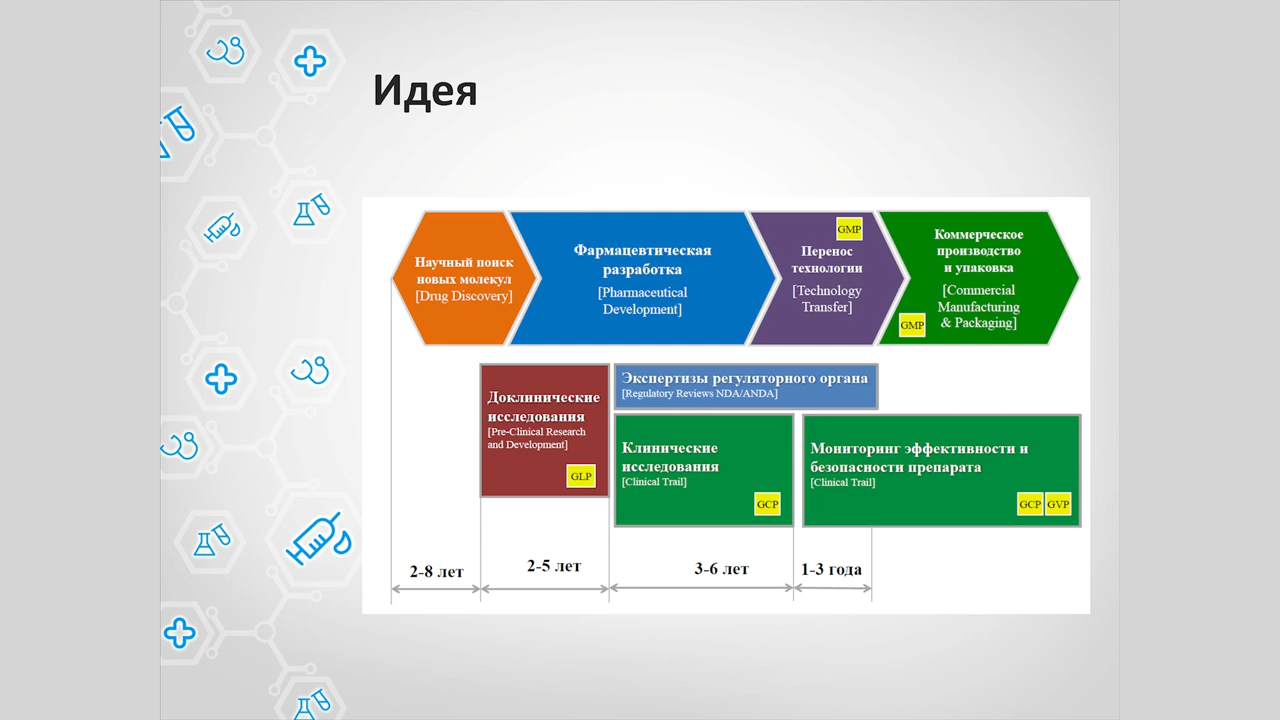 Идея
Научный поиск
новых молекул
[Drug Discovery]
Фармацевтическая
разработка
[Pharmaceutical
Development]
GMP
Перенос
технологии
[Technology
Transfer]
Коммерческое
производство
и упаковка
[Commercial
Manufacturing
& Packaging]
GMP
Доклинические
исследования
[Pre-Clinical Research
and Development]
GLP
Экспертизы регуляторного органа
[Regulatory Reviews NDA/ANDA]
Клинические
исследования
[Clinical Trail]
GCP
Мониторинг эффективности и
безопасности препарата
[Clinical Trail]
GCP GVP
2-8 лет
2-5 лет
3-6 лет
1-3 года